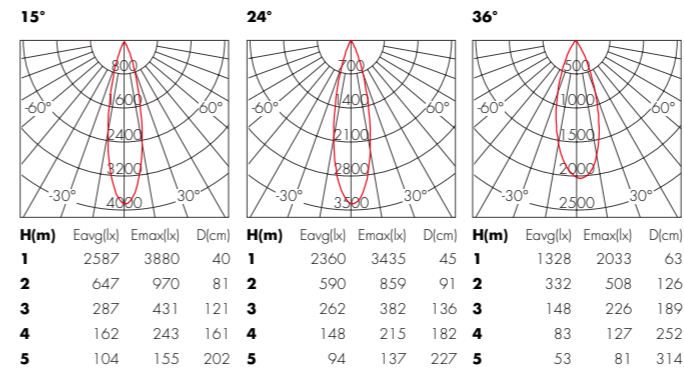 15° 24° 36°
800 700 500
1600 1400 1000
-60° 60° -60° 60° -60° 60°
2400 2100 1500
3200 2800 2000
-30° 30° -30° 30° -30° 30°
4000 3500 2500
H(m) Eavg(lx) Emax(lx) D(cm) H(m) Eavg(lx) Emax(lx) D(cm) H(m) Eavg(lx) Emax(lx) D(cm)
1 2587 3880 40 1 2360 3435 45 1 1328 2033 63
2 647 970 81 2 590 859 91 2 332 508 126
3 287 431 121 3 262 382 136 3 148 226 189
4 162 243 161 4 148 215 182 4 83 127 252
5 104 155 202 5 94 137 227 5 53 81 314